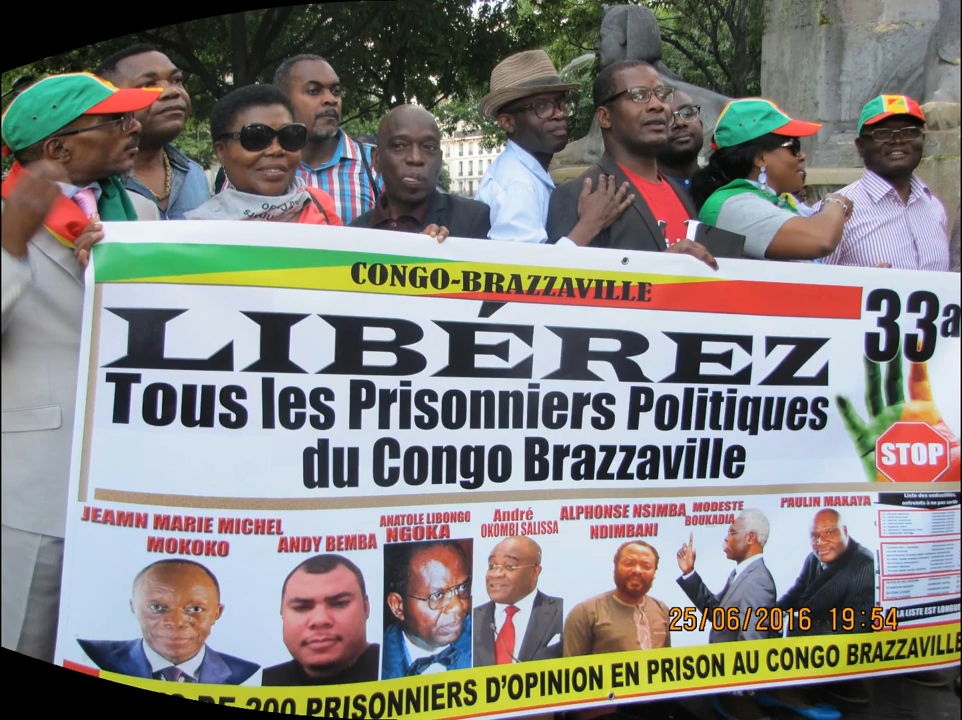 CONGO-BRAZZAVILLE
33a
LIBÉREZ
Tous les Prisonniers Politiques
du Congo Brazzaville
STOP
JEAMN MARIE MICHEL
MOKOKO
ANDY BEMBA
ANATOLE LIBONGO
NGOKA
André
OKOMBI SALISSA
ALPHONSE NSIMBA
NDIMBANI
MODESTE
BOUKADIA
PAULIN MAKAYA
LA LISTE EST LONGUE
25/06/2016 19:54
DE 200 PRISONNIERS D'OPINION EN PRISON AU CONGO BRAZZAVILLE